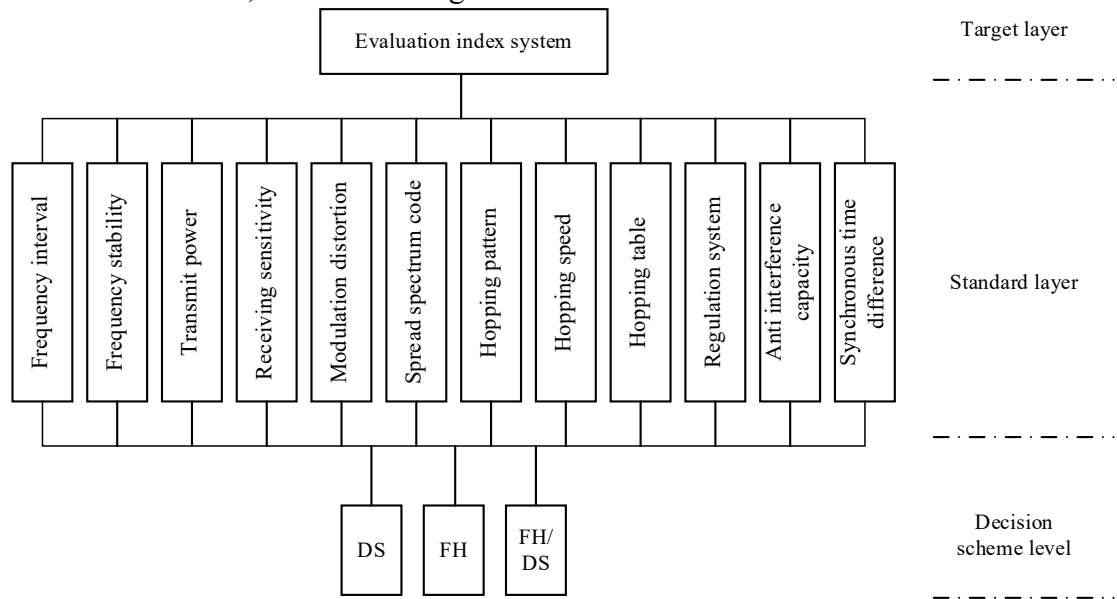 Evaluation index system
Target layer
Frequency interval
Frequency stability
Transmit power
Receiving sensitivity
Modulation distortion
Spread spectrum code
Hopping pattern
Hopping speed
Hopping table
Regulation system
Anti interference
capacity
Synchronous time
difference
Standard layer
DS
FH
FH/
DS
Decision
scheme level